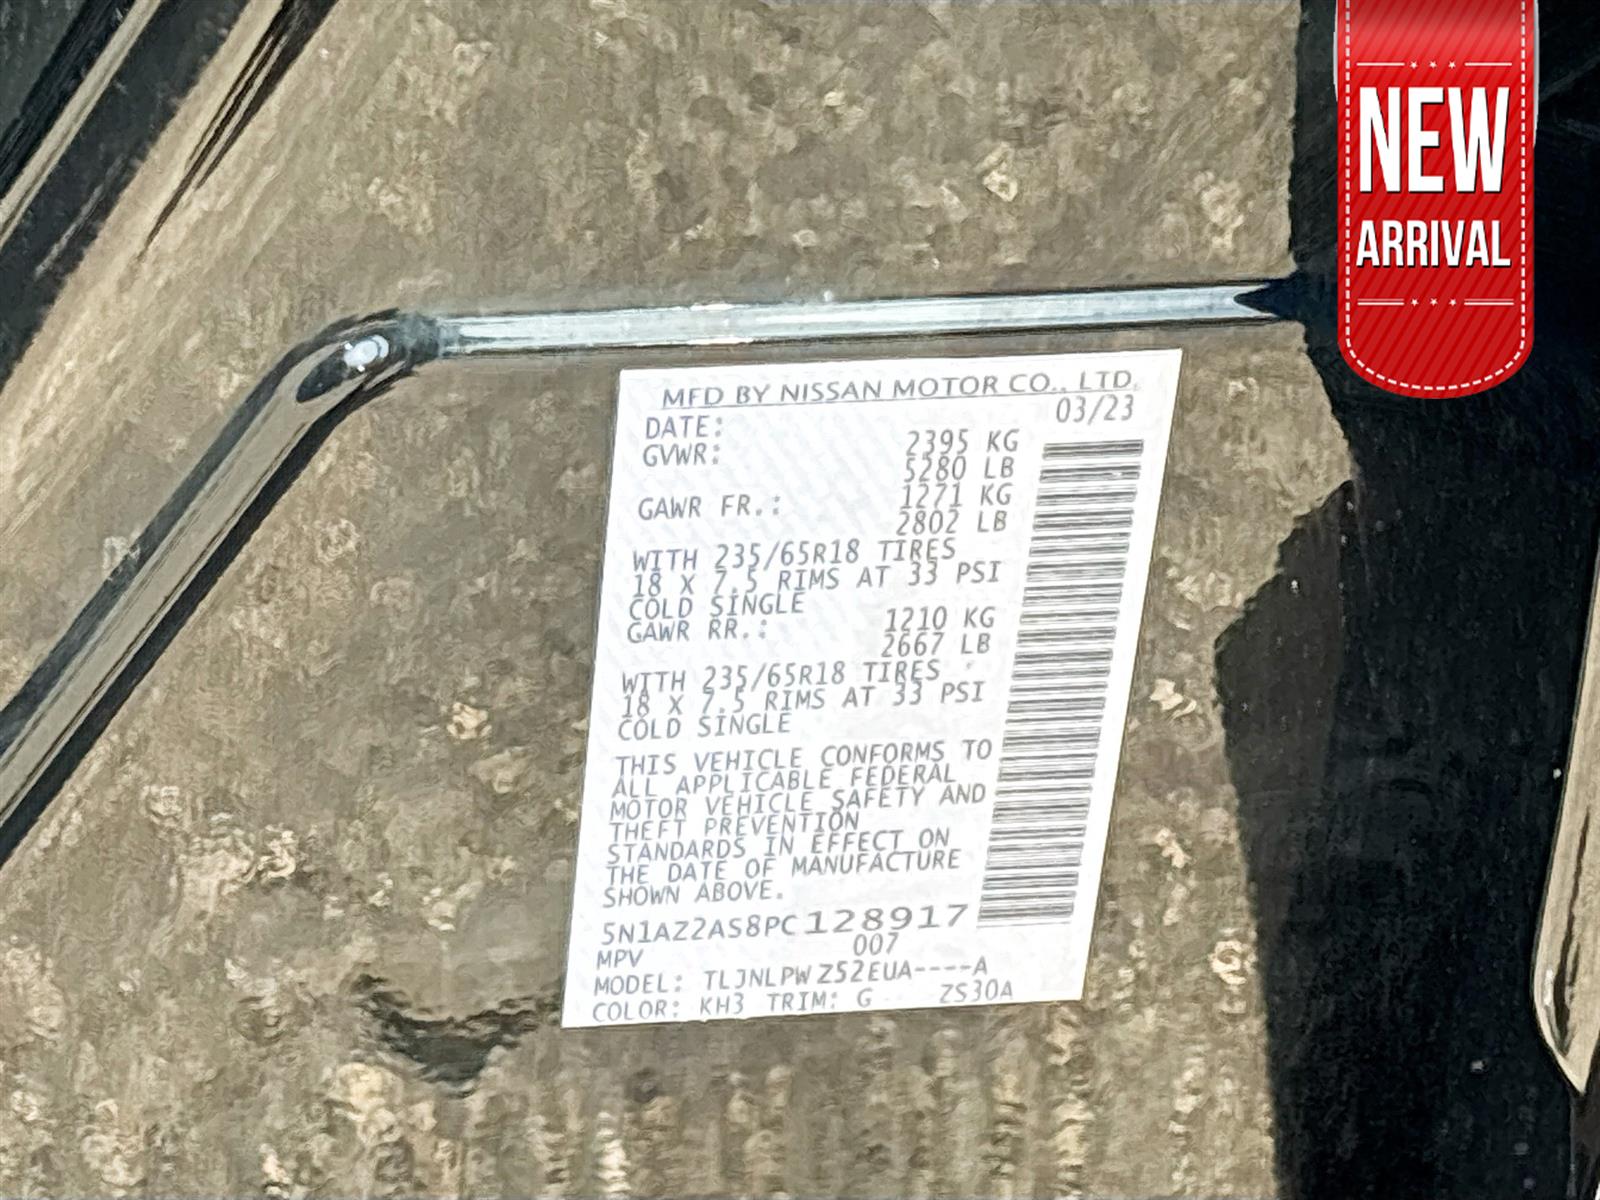 NEW
ARRIVAL
MFD BY NISSAN MOTOR CO., LTD.
DATE: 03/23
GVWR: 2395 KG
5280 LB
GAWR FR.: 1271 KG
2802 LB
WITH 235/65R18 TIRES
18 X 7.5 RIMS AT 33 PSI
COLD SINGLE
GAWR RR.: 1210 KG
2667 LB
WITH 235/65R18 TIRES
18 X 7.5 RIMS AT 33 PSI
COLD SINGLE
THIS VEHICLE CONFORMS TO
ALL APPLICABLE FEDERAL
MOTOR VEHICLE SAFETY AND
THEFT PREVENTION
STANDARDS IN EFFECT ON
THE DATE OF MANUFACTURE
SHOWN ABOVE.
5N1AZ2AS8PC128917
MPV 007
MODEL: TLJNLPWZ52EUA----A
COLOR: KH3 TRIM: G ZS30A